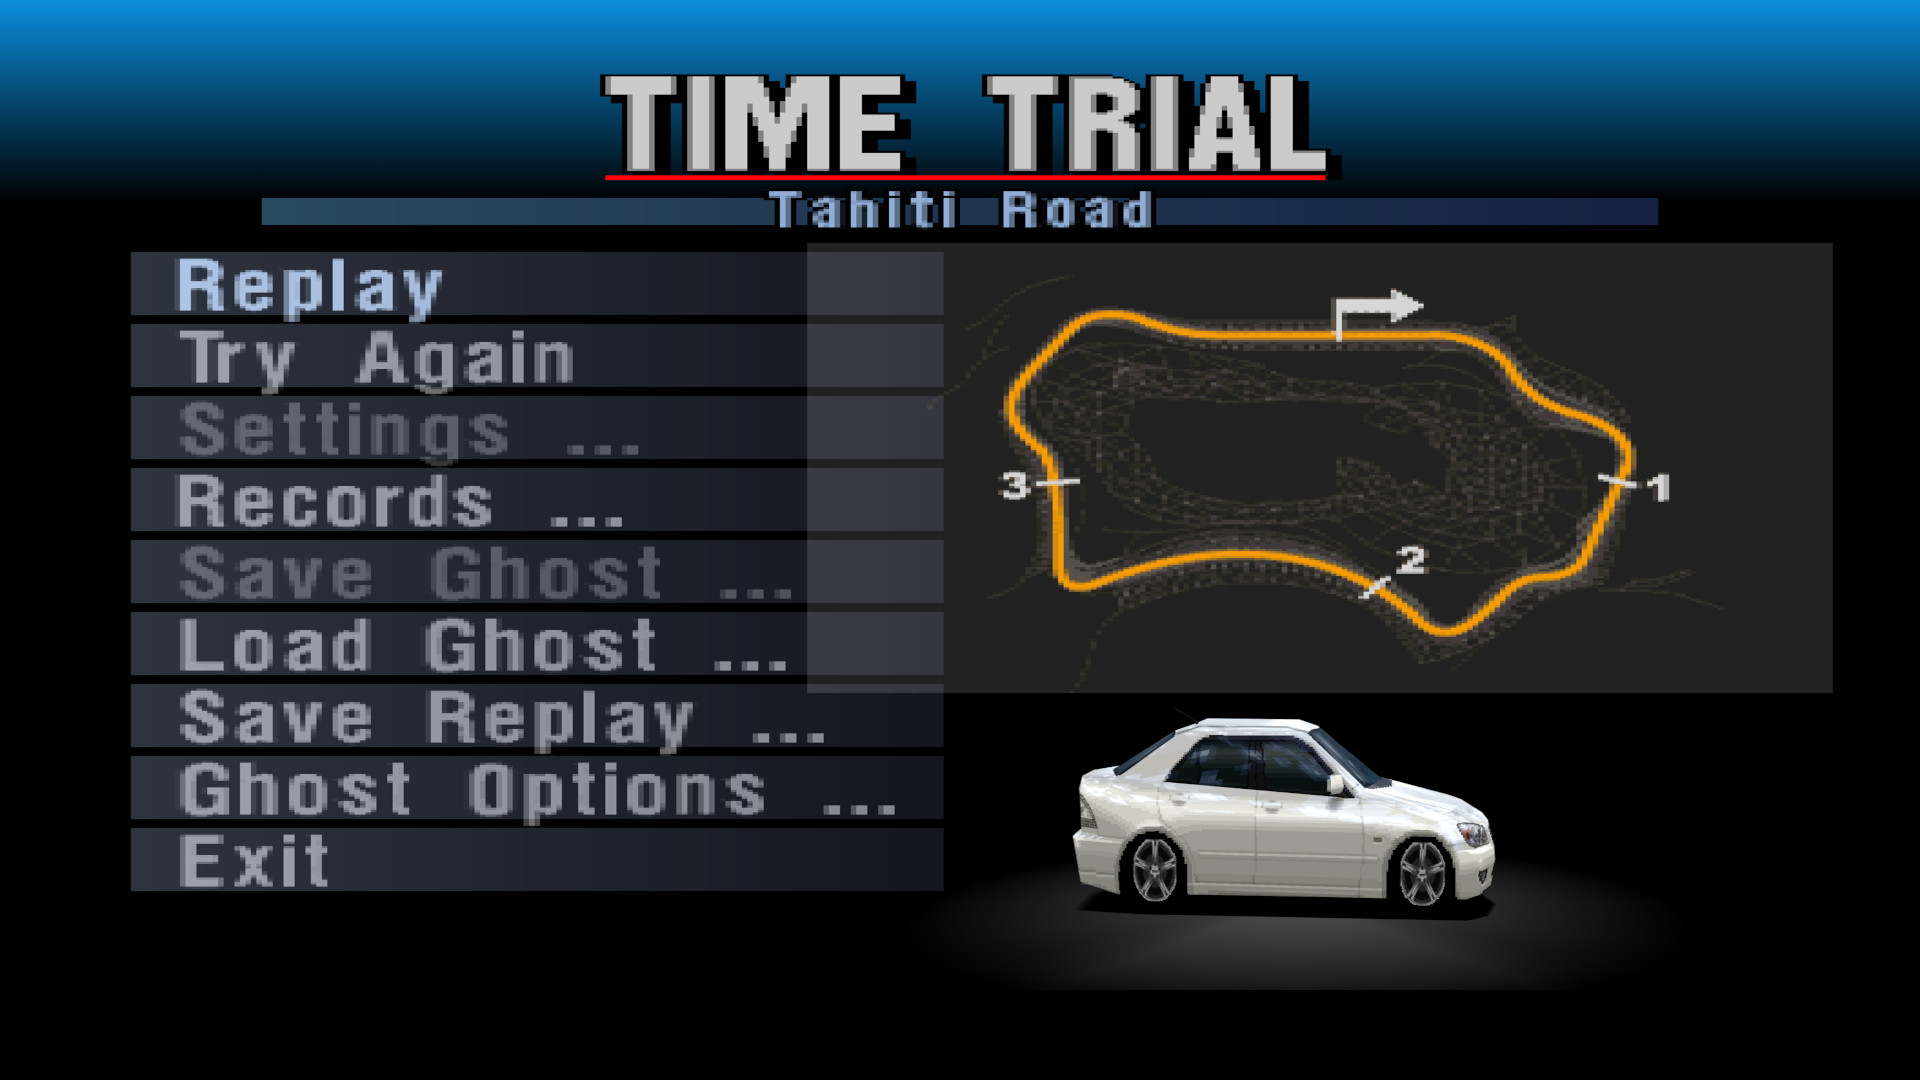 TIME TRIAL
Tahiti Road
Replay
Try Again
Settings ...
Records ...
Save Ghost ...
Load Ghost ...
Save Replay ...
Ghost Options ...
Exit
1
2
3